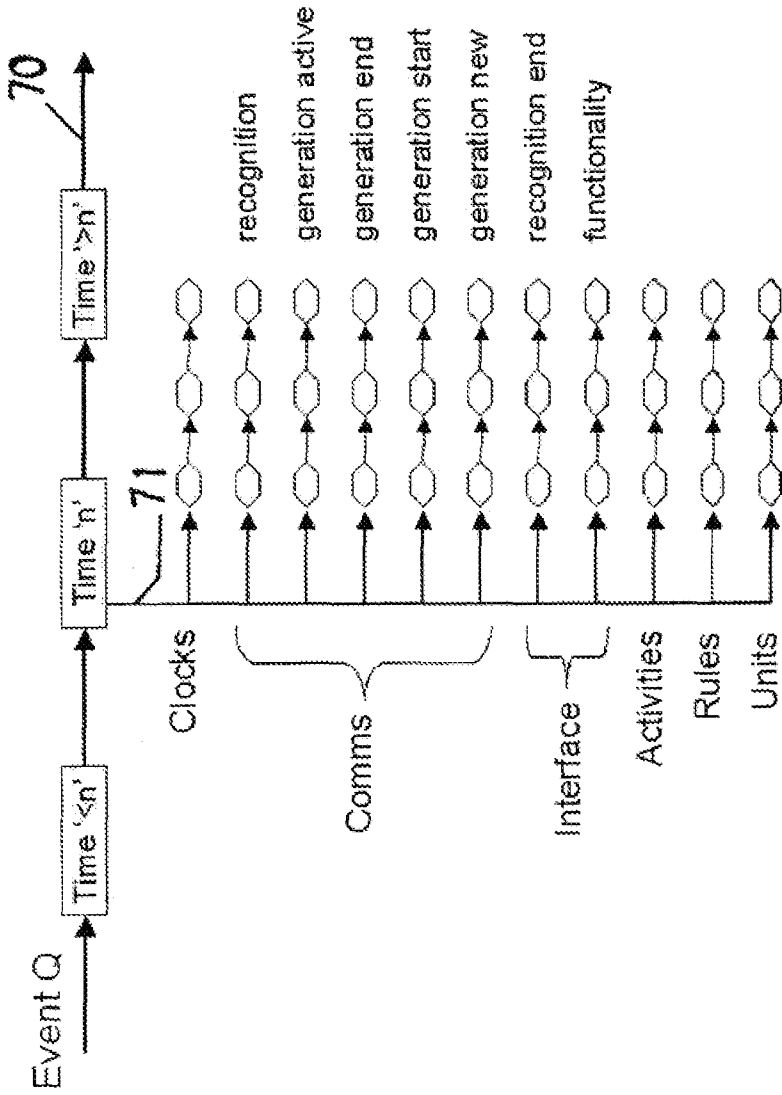 Event Q
Time '<n'
Time 'n'
Time '>n'
70
71
Clocks
Comms
recognition
generation active
generation end
generation start
generation new
Interface
recognition end
functionality
Activities
Rules
Units